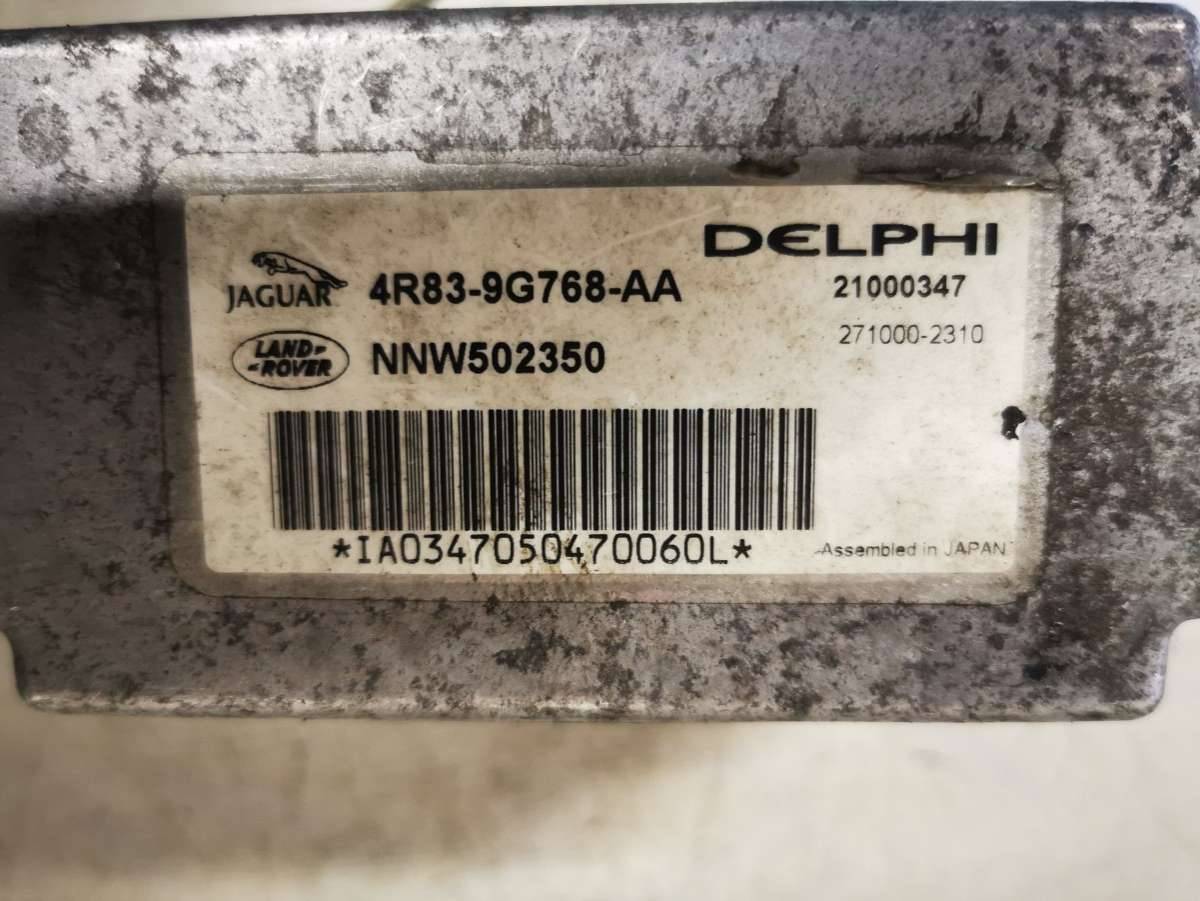 DELPHI
JAGUAR 4R83-9G768-AA 21000347
271000-2310
LAND ROVER NNW502350
*IA0347050470060L*
Assembled in JAPAN